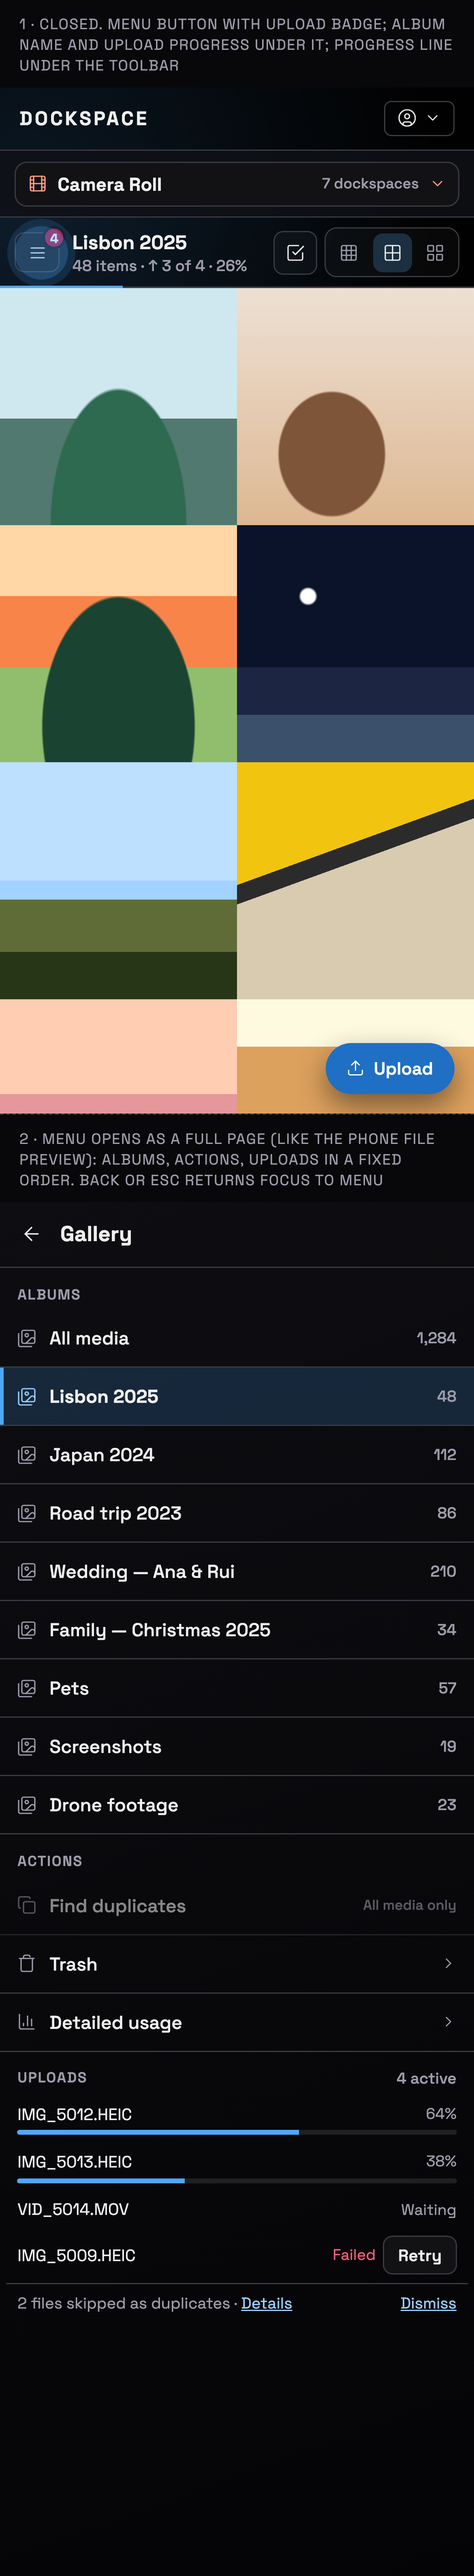 1 · CLOSED. MENU BUTTON WITH UPLOAD BADGE; ALBUM
NAME AND UPLOAD PROGRESS UNDER IT; PROGRESS LINE
UNDER THE TOOLBAR
DOCKSPACE
Camera Roll 7 dockspaces
4
Lisbon 2025
48 items · ↑ 3 of 4 · 26%
Upload
2 · MENU OPENS AS A FULL PAGE (LIKE THE PHONE FILE
PREVIEW): ALBUMS, ACTIONS, UPLOADS IN A FIXED
ORDER. BACK OR ESC RETURNS FOCUS TO MENU
Gallery
ALBUMS
All media 1,284
Lisbon 2025 48
Japan 2024 112
Road trip 2023 86
Wedding — Ana & Rui 210
Family — Christmas 2025 34
Pets 57
Screenshots 19
Drone footage 23
ACTIONS
Find duplicates All media only
Trash
Detailed usage
UPLOADS 4 active
IMG_5012.HEIC 64%
IMG_5013.HEIC 38%
VID_5014.MOV Waiting
IMG_5009.HEIC Failed Retry
2 files skipped as duplicates · Details Dismiss